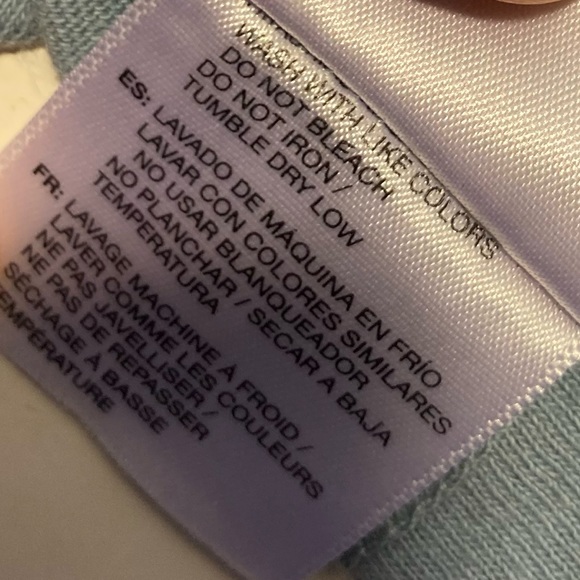 WASH WITH LIKE COLORS
DO NOT BLEACH
DO NOT IRON /
TUMBLE DRY LOW
ES: LAVADO DE MÁQUINA EN FRÍO
LAVAR CON COLORES SIMILARES
NO USAR BLANQUEADOR
NO PLANCHAR / SECAR A BAJA
TEMPERATURA
FR: LAVAGE MACHINE À FROID /
LAVER COMME LES COULEURS
NE PAS JAVELLISER /
NE PAS DE REPASSER
SÉCHAGE À BASSE
TEMPÉRATURE